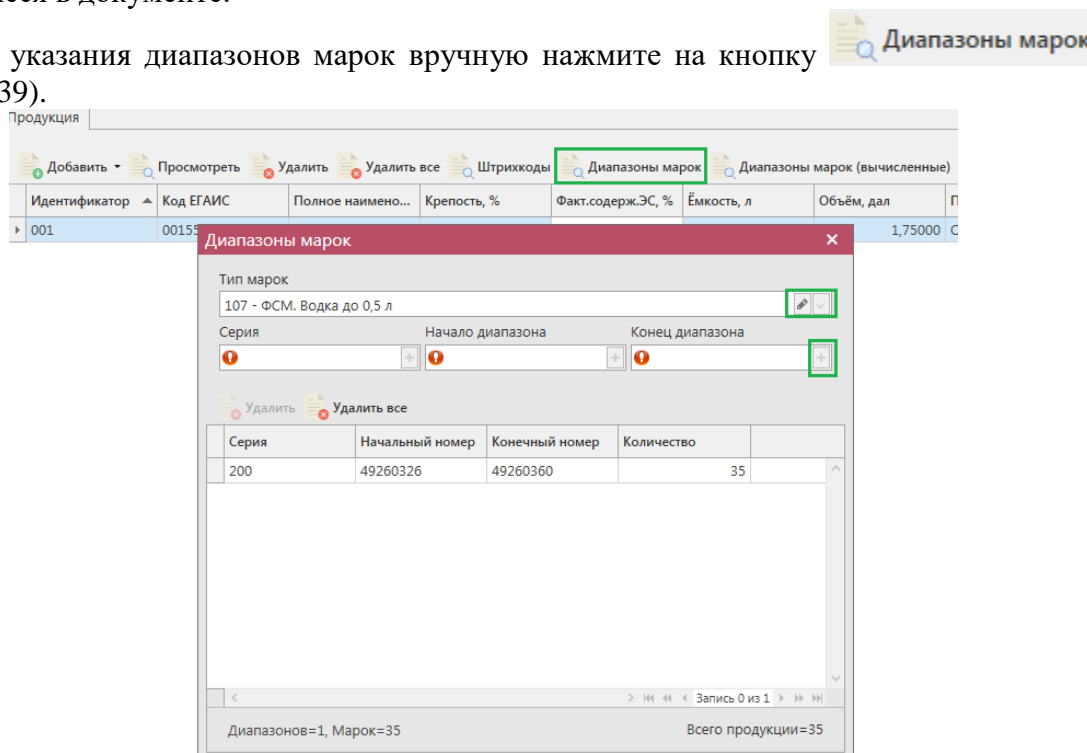 указания диапазонов марок вручную нажмите на кнопку Диапазоны марок
39).
Продукция
Добавить Просмотреть Удалить Удалить все Штрихкоды Диапазоны марок Диапазоны марок (вычисленные)
Идентификатор Код ЕГАИС Полное наимено... Крепость, % Факт.содерж.ЭС, % Ёмкость, л Объём, дал
001 00155 1,75000
Диапазоны марок
Тип марок
107 - ФСМ. Водка до 0,5 л
Серия Начало диапазона Конец диапазона
Удалить Удалить все
Серия Начальный номер Конечный номер Количество
200 49260326 49260360 35
Запись 0 из 1
Диапазонов=1, Марок=35 Всего продукции=35